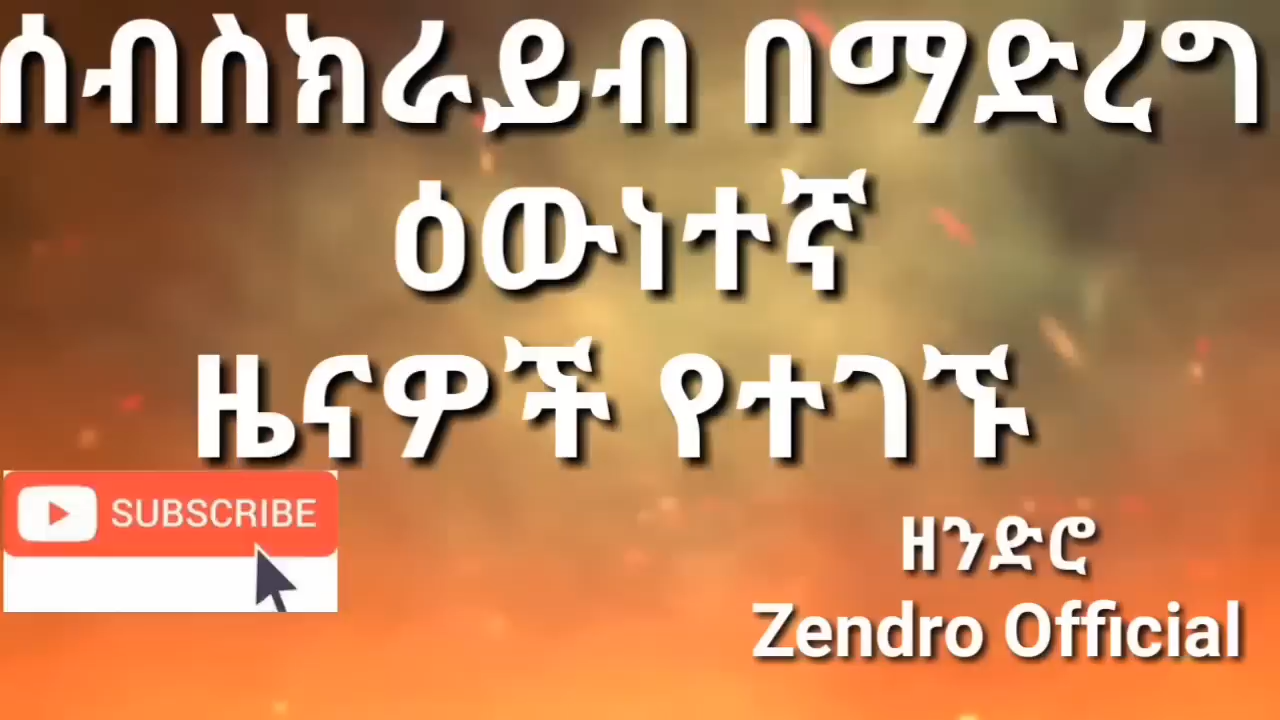 ሰብስክራይብ በማድረግ
ዕውነተኛ
ዜናዎች የተገኙ
SUBSCRIBE
ዘንድሮ
Zendro Official